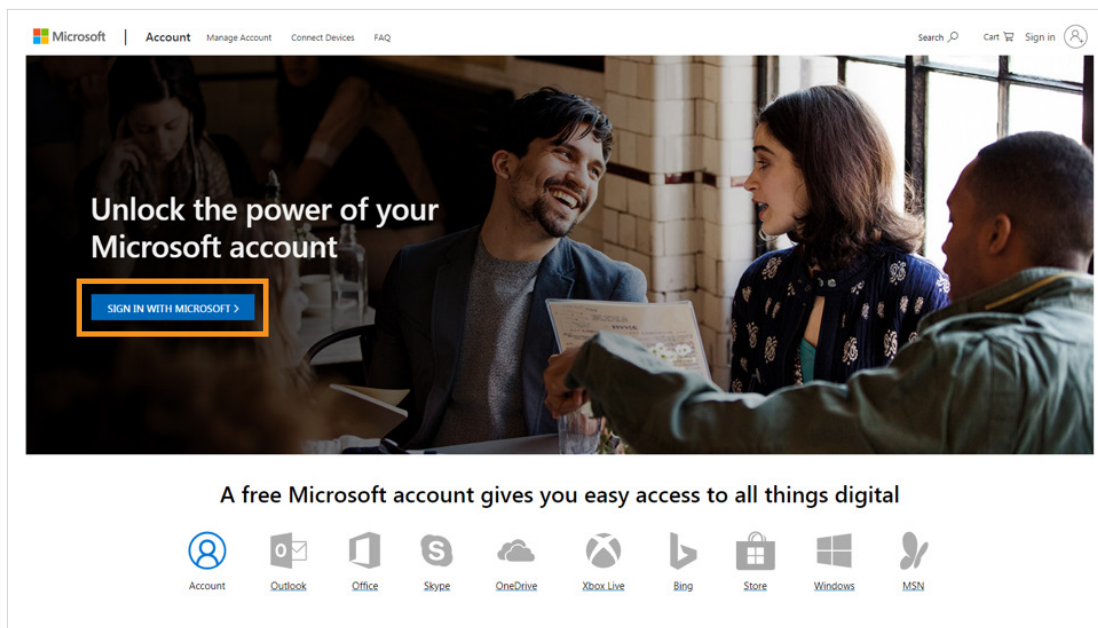 Microsoft | Account Manage Account Connect Devices FAQ Search Cart Sign in
Unlock the power of your
Microsoft account
SIGN IN WITH MICROSOFT >
A free Microsoft account gives you easy access to all things digital
Account Outlook Office Skype OneDrive Xbox Live Bing Store Windows MSN